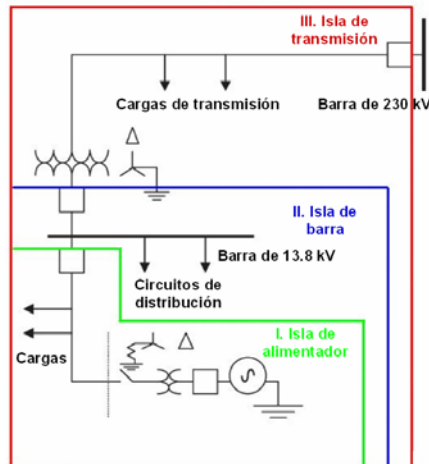 III. Isla de
transmisión
Cargas de transmisión
Barra de 230 kV
Δ
II. Isla de
barra
Barra de 13.8 kV
Circuitos de
distribución
I. Isla de
alimentador
Δ
Cargas